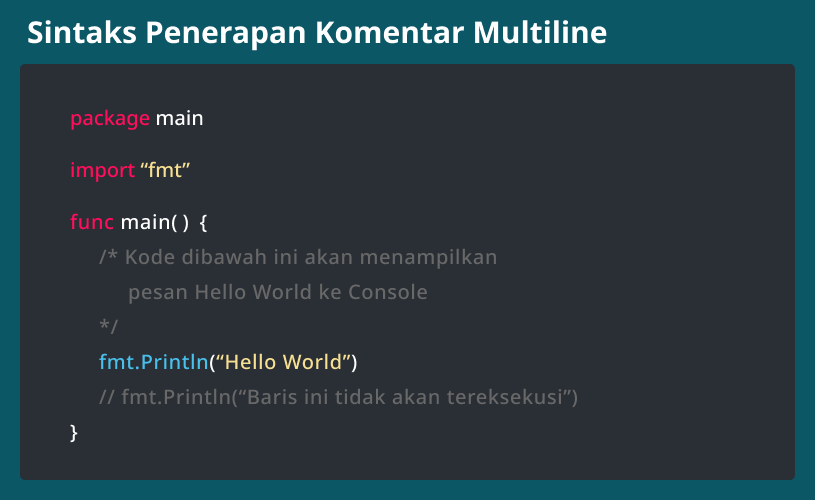 Sintaks Penerapan Komentar Multiline
package main
import “fmt”
func main( ) {
/* Kode dibawah ini akan menampilkan
pesan Hello World ke Console
*/
fmt.Println(“Hello World”)
// fmt.Println(“Baris ini tidak akan tereksekusi”)
}